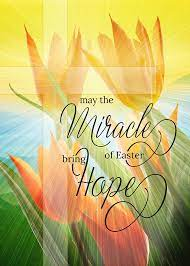 may the
Miracle
of Easter
bring
Hope